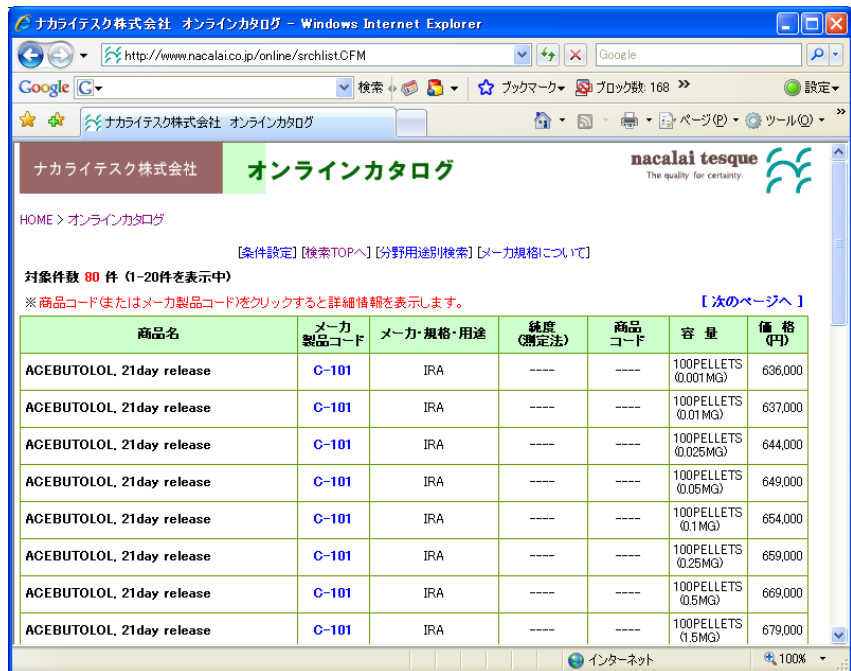 ナカライテスク株式会社 オンラインカタログ - Windows Internet Explorer
http://www.nacalai.co.jp/online/srchlist.CFM
Google
Google G 検索 ブックマーク ブロック数: 168 » 設定
ナカライテスク株式会社 オンラインカタログ ページ(P) ツール(O) »
ナカライテスク株式会社 オンラインカタログ nacalai tesque
The quality for certainty.
HOME > オンラインカタログ
[条件設定] [検索TOPへ] [分野用途別検索] [メーカ規格について]
対象件数 80 件 (1-20件を表示中)
※商品コード(またはメーカ製品コード)をクリックすると詳細情報を表示します。 [ 次のページへ ]
商品名 メーカ製品コード メーカ・規格・用途 純度(測定法) 商品コード 容 量 価 格(円)
ACEBUTOLOL, 21day release C-101 IRA ---- ---- 100PELLETS (0.001MG) 636,000
ACEBUTOLOL, 21day release C-101 IRA ---- ---- 100PELLETS (0.01MG) 637,000
ACEBUTOLOL, 21day release C-101 IRA ---- ---- 100PELLETS (0.025MG) 644,000
ACEBUTOLOL, 21day release C-101 IRA ---- ---- 100PELLETS (0.05MG) 649,000
ACEBUTOLOL, 21day release C-101 IRA ---- ---- 100PELLETS (0.1MG) 654,000
ACEBUTOLOL, 21day release C-101 IRA ---- ---- 100PELLETS (0.25MG) 659,000
ACEBUTOLOL, 21day release C-101 IRA ---- ---- 100PELLETS (0.5MG) 669,000
ACEBUTOLOL, 21day release C-101 IRA ---- ---- 100PELLETS (1.5MG) 679,000
インターネット 100%